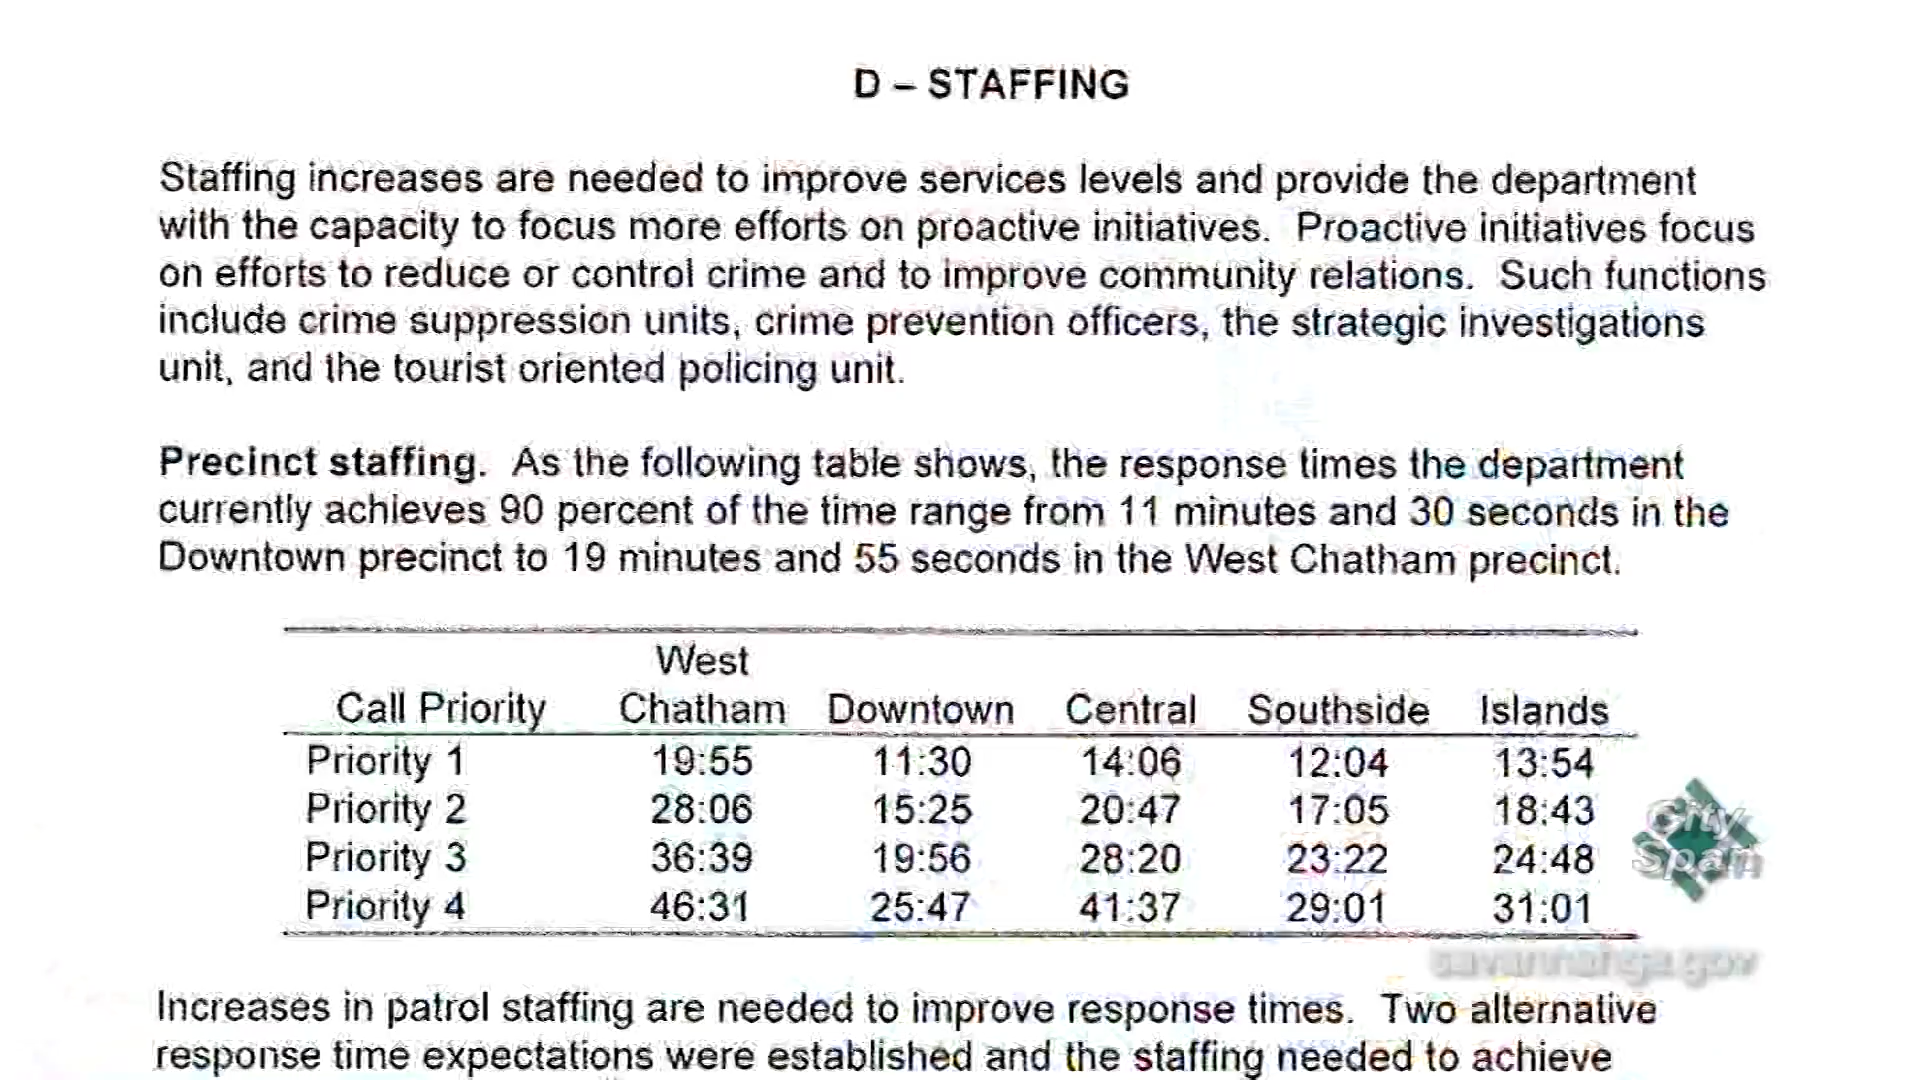 D – STAFFING
Staffing increases are needed to improve services levels and provide the department
with the capacity to focus more efforts on proactive initiatives. Proactive initiatives focus
on efforts to reduce or control crime and to improve community relations. Such functions
include crime suppression units, crime prevention officers, the strategic investigations
unit, and the tourist oriented policing unit.
Precinct staffing. As the following table shows, the response times the department
currently achieves 90 percent of the time range from 11 minutes and 30 seconds in the
Downtown precinct to 19 minutes and 55 seconds in the West Chatham precinct.
West
Call Priority Chatham Downtown Central Southside Islands
Priority 1 19:55 11:30 14:06 12:04 13:54
Priority 2 28:06 15:25 20:47 17:05 18:43
Priority 3 36:39 19:56 28:20 23:22 24:48
Priority 4 46:31 25:47 41:37 29:01 31:01
City
Span
savannahga.gov
Increases in patrol staffing are needed to improve response times. Two alternative
response time expectations were established and the staffing needed to achieve